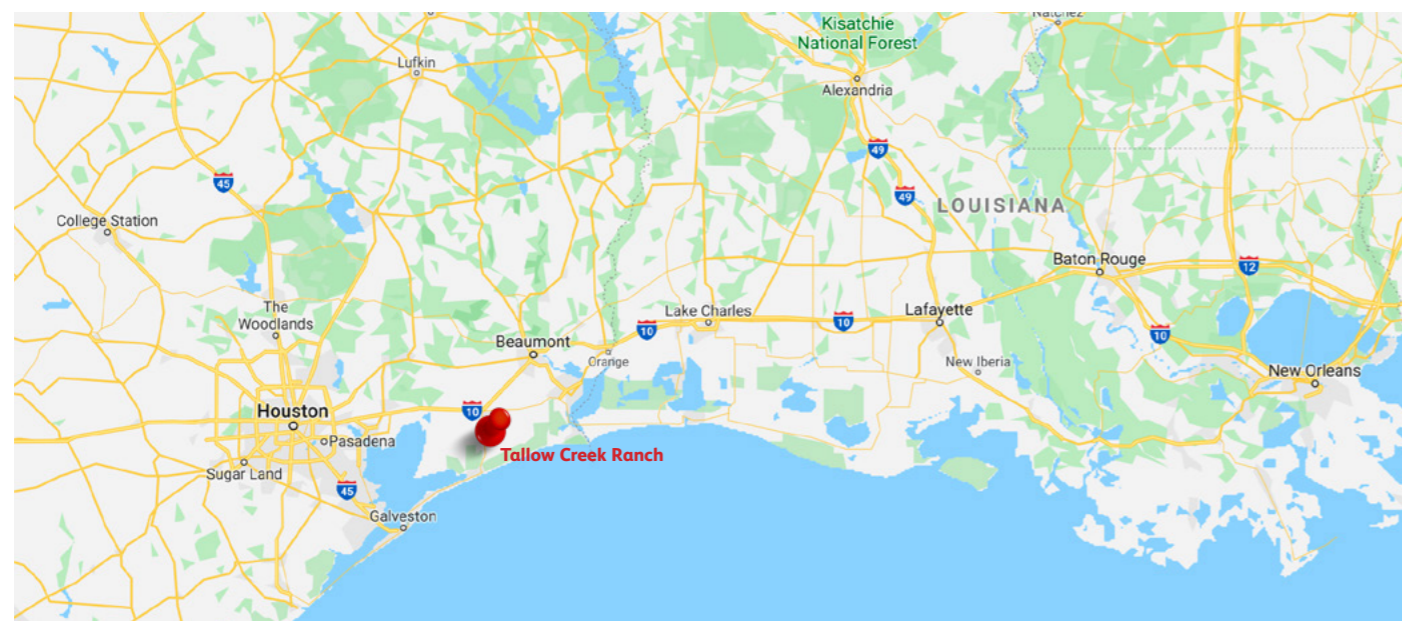 Kisatchie
National Forest
Natchez
Lufkin
Alexandria
49
45
49
LOUISIANA
College Station
Baton Rouge
12
The
Woodlands
Lake Charles
Lafayette
10
10
10
Beaumont
Orange
New Iberia
New Orleans
10
Houston
Pasadena
Tallow Creek Ranch
Sugar Land
45
Galveston